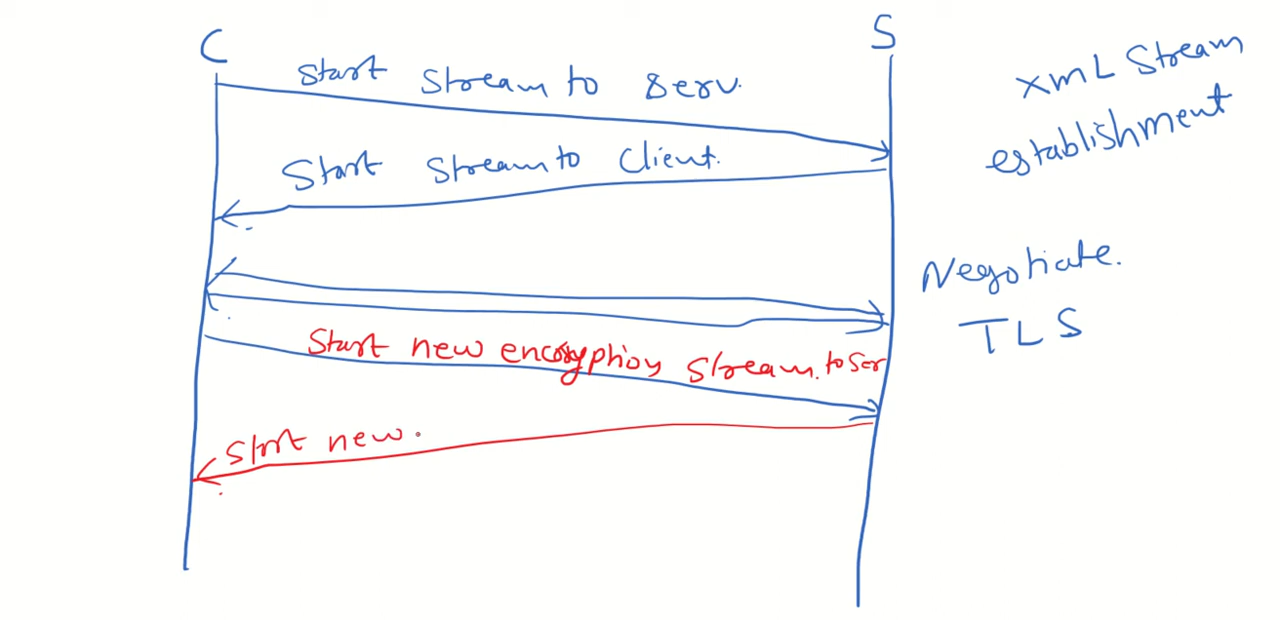 C
S
Start Stream to Serv.
XML Stream
establishment
Start Stream to Client.
Negotiate.
TLS
Start new encryption Stream. to Ser
Strt new.